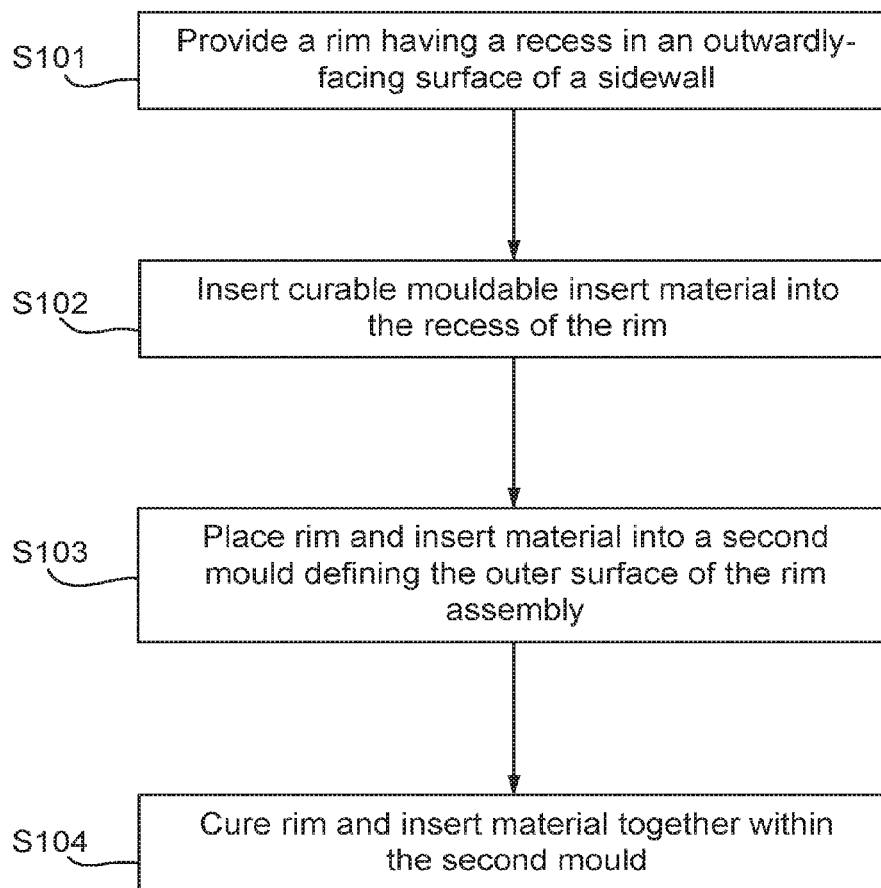 S101
Provide a rim having a recess in an outwardly-
facing surface of a sidewall
S102
Insert curable mouldable insert material into
the recess of the rim
S103
Place rim and insert material into a second
mould defining the outer surface of the rim
assembly
S104
Cure rim and insert material together within
the second mould